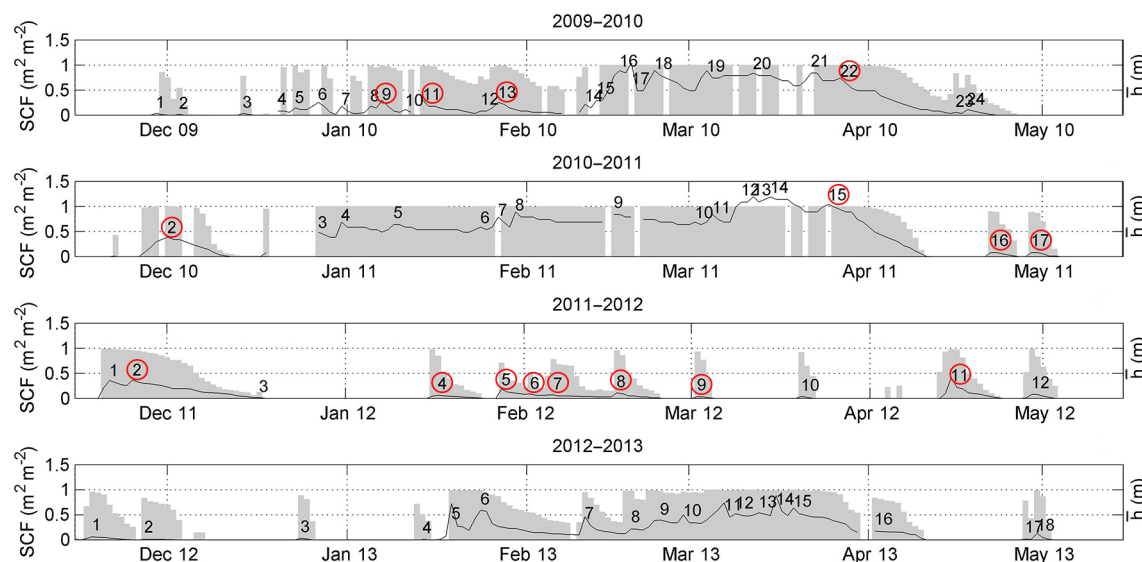 2009–2010
SCF (m² m⁻²)
1.5
1
0.5
0
1 2 3 4 5 6 7 8 9 10 11 12 13 14 15 16 17 18 19 20 21 22 23 24
h̅ (m)
Dec 09 Jan 10 Feb 10 Mar 10 Apr 10 May 10
2010–2011
SCF (m² m⁻²)
1.5
1
0.5
0
2 3 4 5 6 7 8 9 10 11 12 13 14 15 16 17
h̅ (m)
Dec 10 Jan 11 Feb 11 Mar 11 Apr 11 May 11
2011–2012
SCF (m² m⁻²)
1.5
1
0.5
0
1 2 3 4 5 6 7 8 9 10 11 12
h̅ (m)
Dec 11 Jan 12 Feb 12 Mar 12 Apr 12 May 12
2012–2013
SCF (m² m⁻²)
1.5
1
0.5
0
1 2 3 4 5 6 7 8 9 10 11 12 13 14 15 16 17 18
h̅ (m)
Dec 12 Jan 13 Feb 13 Mar 13 Apr 13 May 13